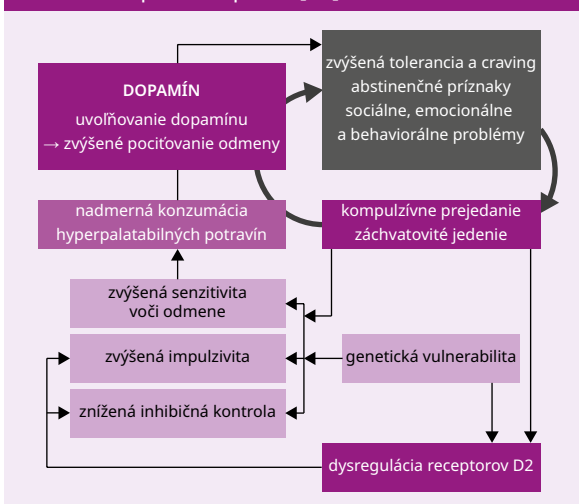 DOPAMÍN
uvoľňovanie dopamínu
→ zvýšené pociťovanie odmeny
zvýšená tolerancia a craving
abstinenčné príznaky
sociálne, emocionálne
a behaviorálne problémy
nadmerná konzumácia
hyperpalatabilných potravín
kompulzívne prejedanie
záchvatovité jedenie
zvýšená senzitivita
voči odmene
zvýšená impulzivita
genetická vulnerabilita
znížená inhibičná kontrola
dysregulácia receptorov D2